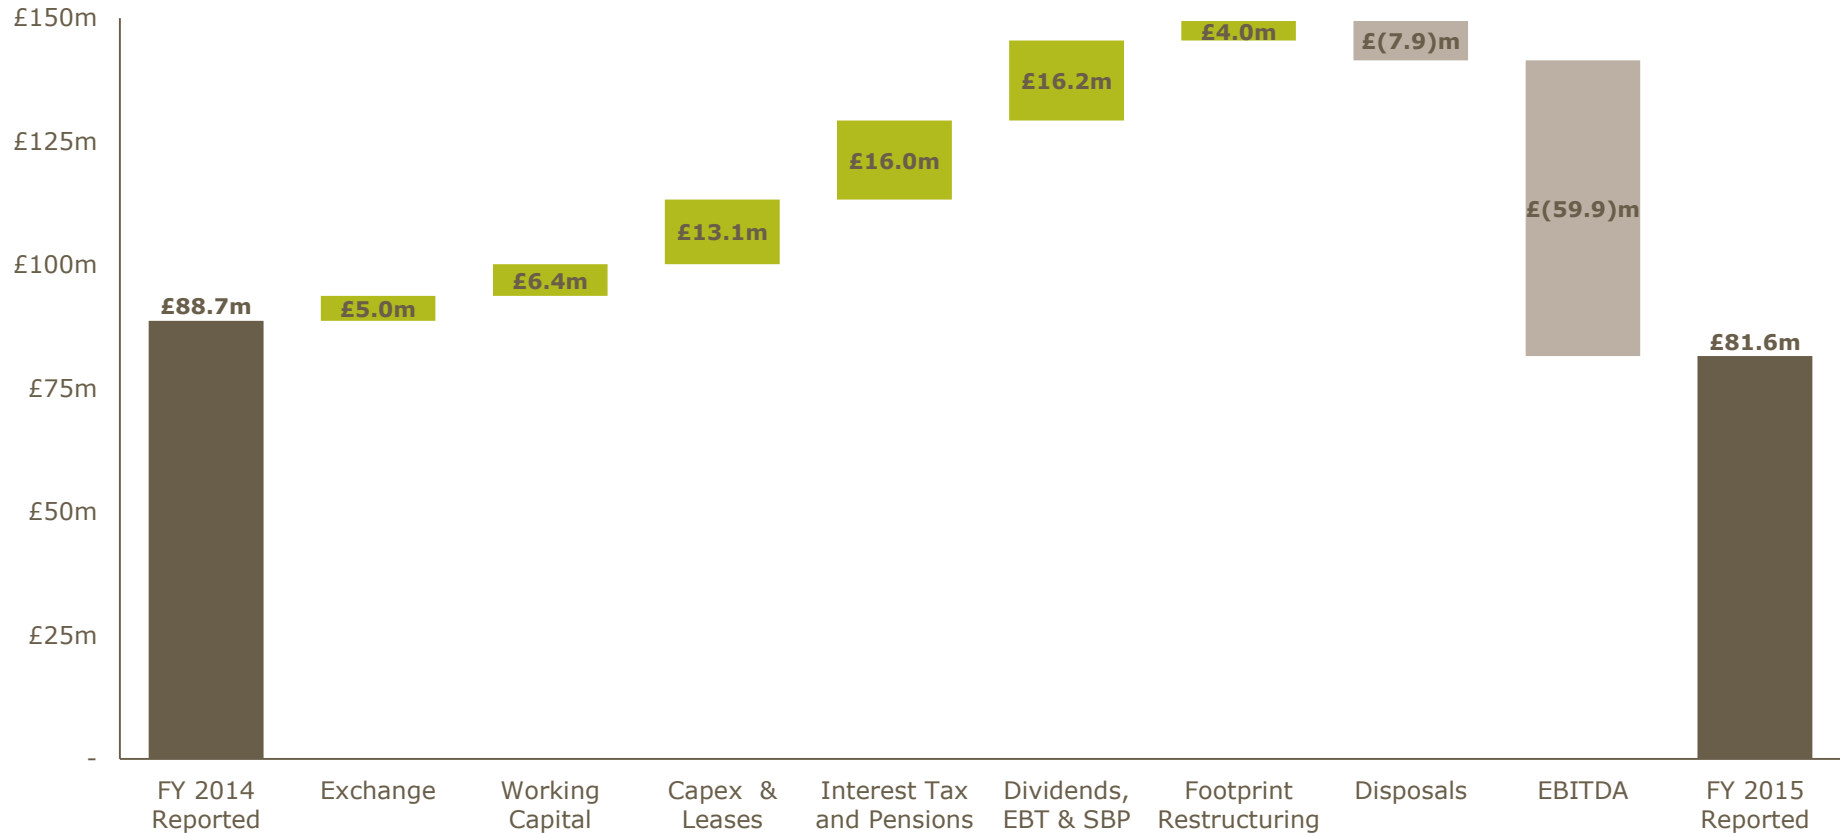 £150m
£125m
£100m
£75m
£50m
£25m
-
£88.7m
£5.0m
£6.4m
£13.1m
£16.0m
£16.2m
£4.0m
£(7.9)m
£(59.9)m
£81.6m
FY 2014
Reported
Exchange
Working
Capital
Capex &
Leases
Interest Tax
and Pensions
Dividends,
EBT & SBP
Footprint
Restructuring
Disposals
EBITDA
FY 2015
Reported